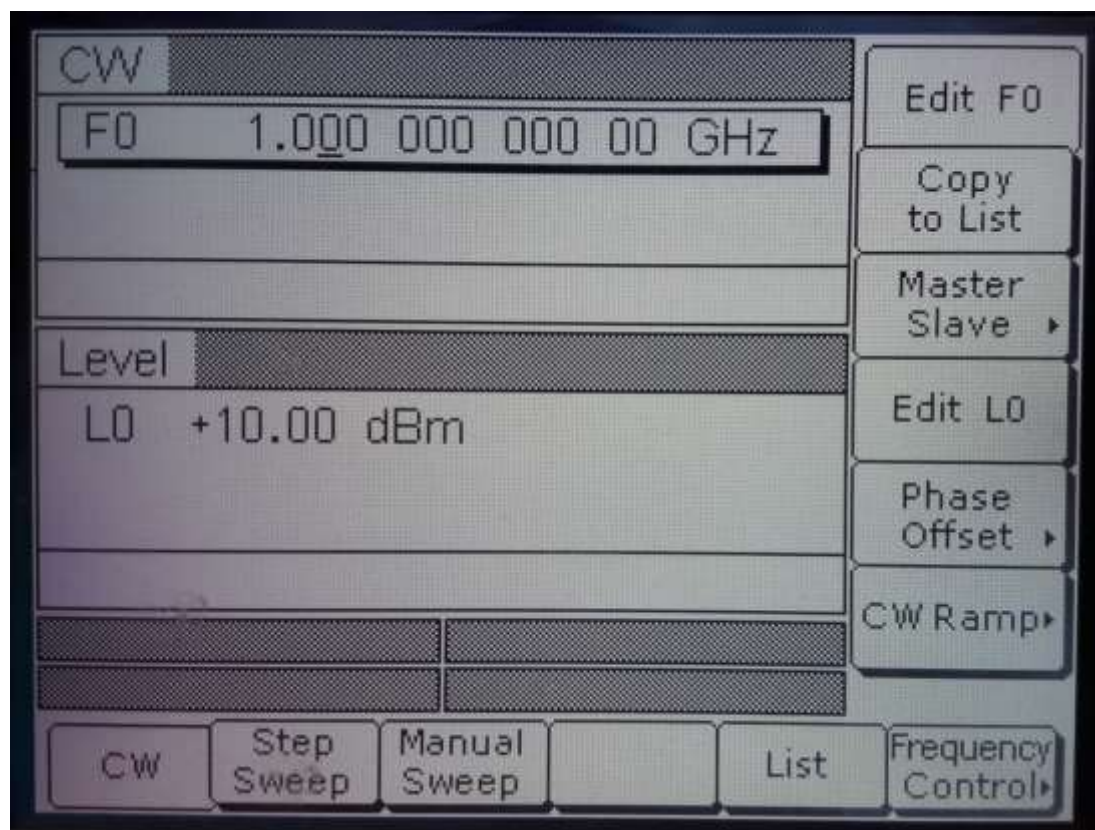 CW
F0 1.000 000 000 00 GHz
Level
L0 +10.00 dBm
Edit F0
Copy
to List
Master
Slave
Edit L0
Phase
Offset
CW Ramp
CW
Step
Sweep
Manual
Sweep
List
Frequency
Control